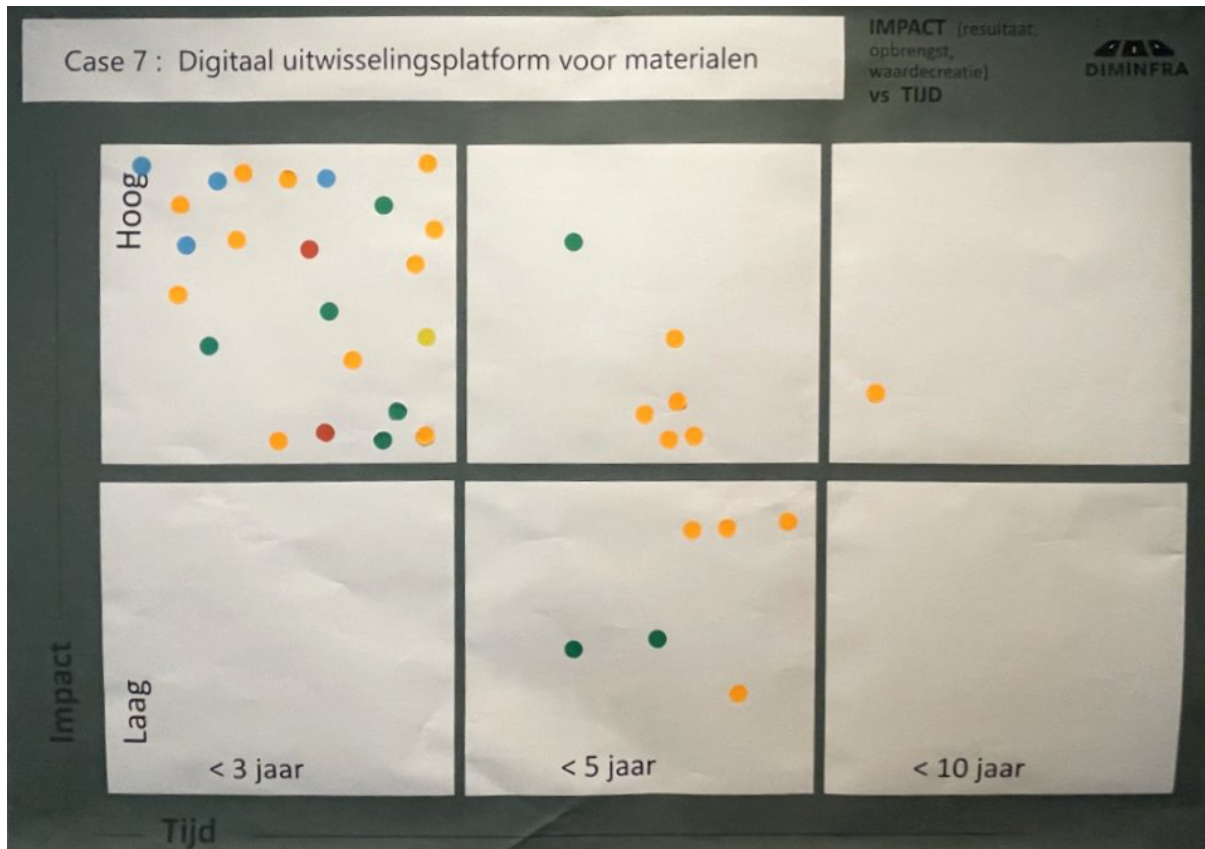 Case 7 : Digitaal uitwisselingsplatform voor materialen
IMPACT (resultaat,
opbrengst,
waardecreatie)
vs TIJD
DIMINFRA
Hoog
Laag
Impact
< 3 jaar
< 5 jaar
< 10 jaar
Tijd